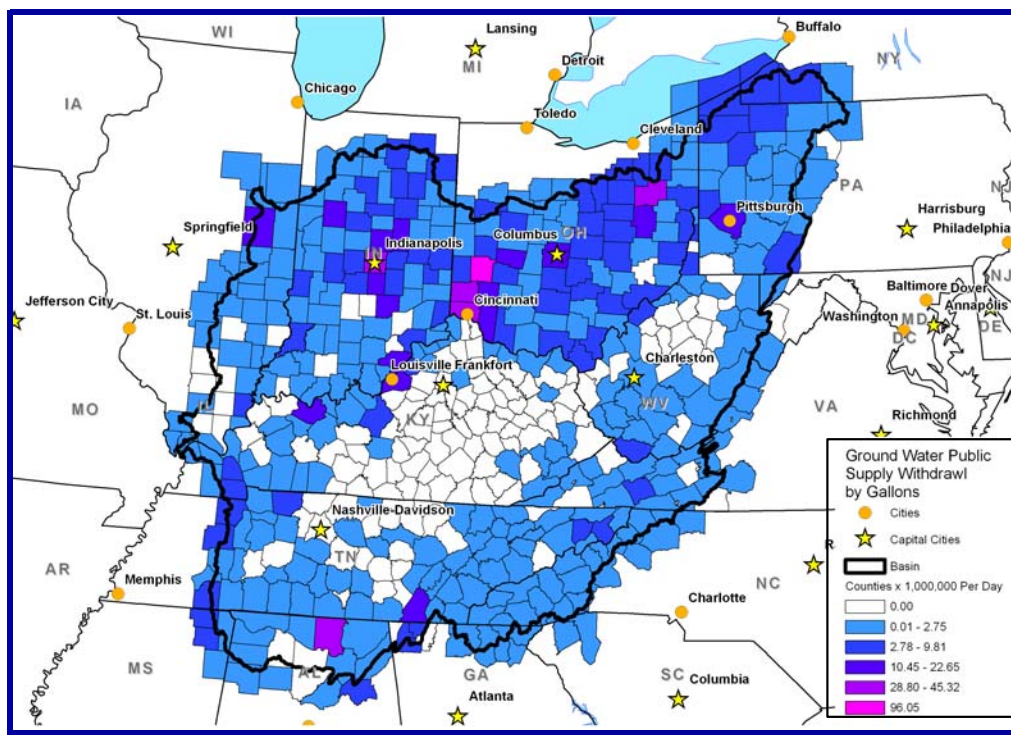 Buffalo
WI
Lansing
MI
NY
Detroit
Chicago
IA
Toledo
Cleveland
PA
NJ
Pittsburgh
Harrisburg
Philadelphia
Springfield
Columbus
OH
Indianapolis
IN
NJ
Cincinnati
Baltimore
Dover
Jefferson City
St. Louis
Washington
MD
Annapolis
DC
DE
Louisville
Frankfort
Charleston
MO
IL
KY
WV
VA
Richmond
Ground Water Public
Supply Withdrawl
by Gallons
Cities
Capital Cities
Basin
Counties x 1,000,000 Per Day
0.00
0.01 - 2.75
2.78 - 9.81
10.45 - 22.65
28.80 - 45.32
96.05
Nashville-Davidson
TN
R
AR
Memphis
NC
Charlotte
MS
AL
GA
SC
Columbia
Atlanta